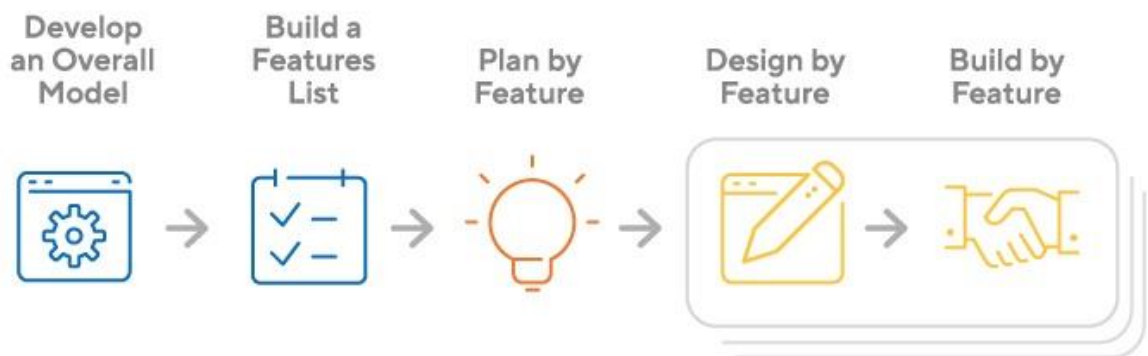 Develop
an Overall
Model
Build a
Features
List
Plan by
Feature
Design by
Feature
Build by
Feature